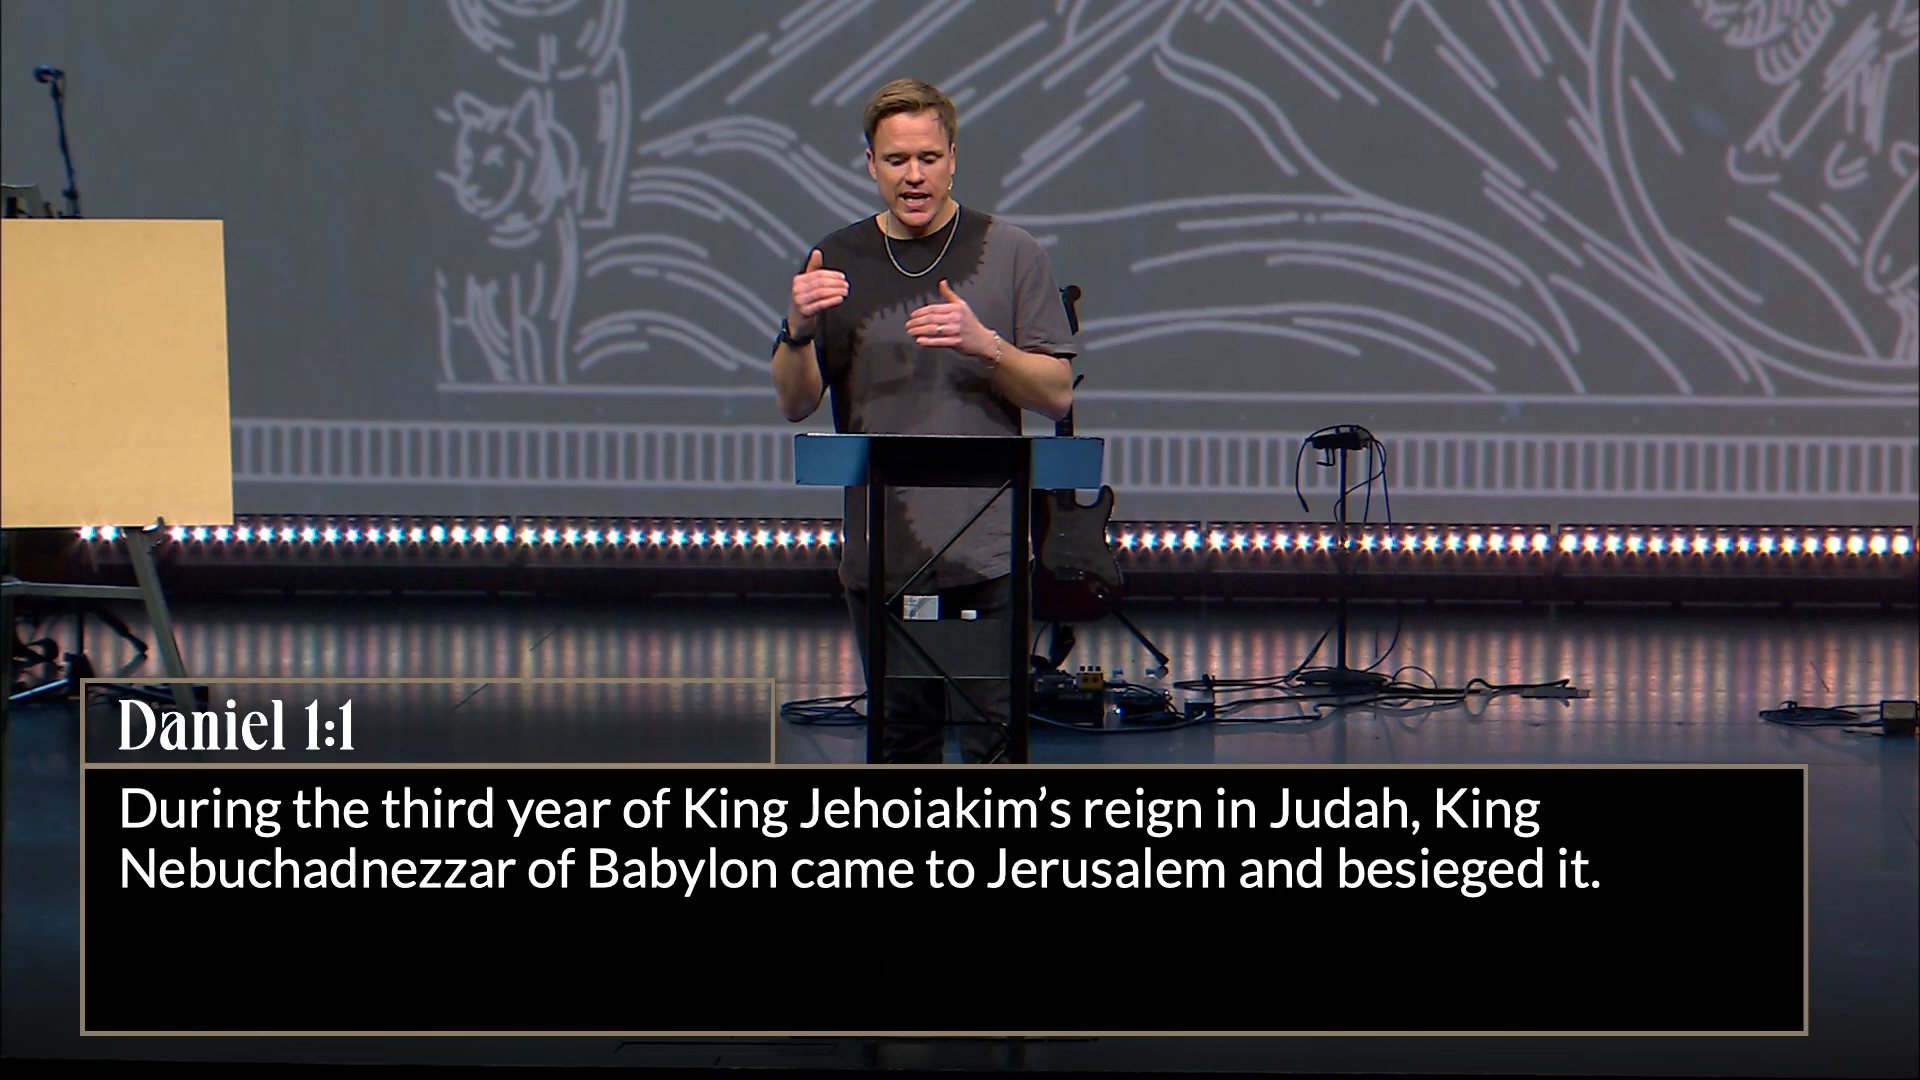 Daniel 1:1
During the third year of King Jehoiakim’s reign in Judah, King
Nebuchadnezzar of Babylon came to Jerusalem and besieged it.